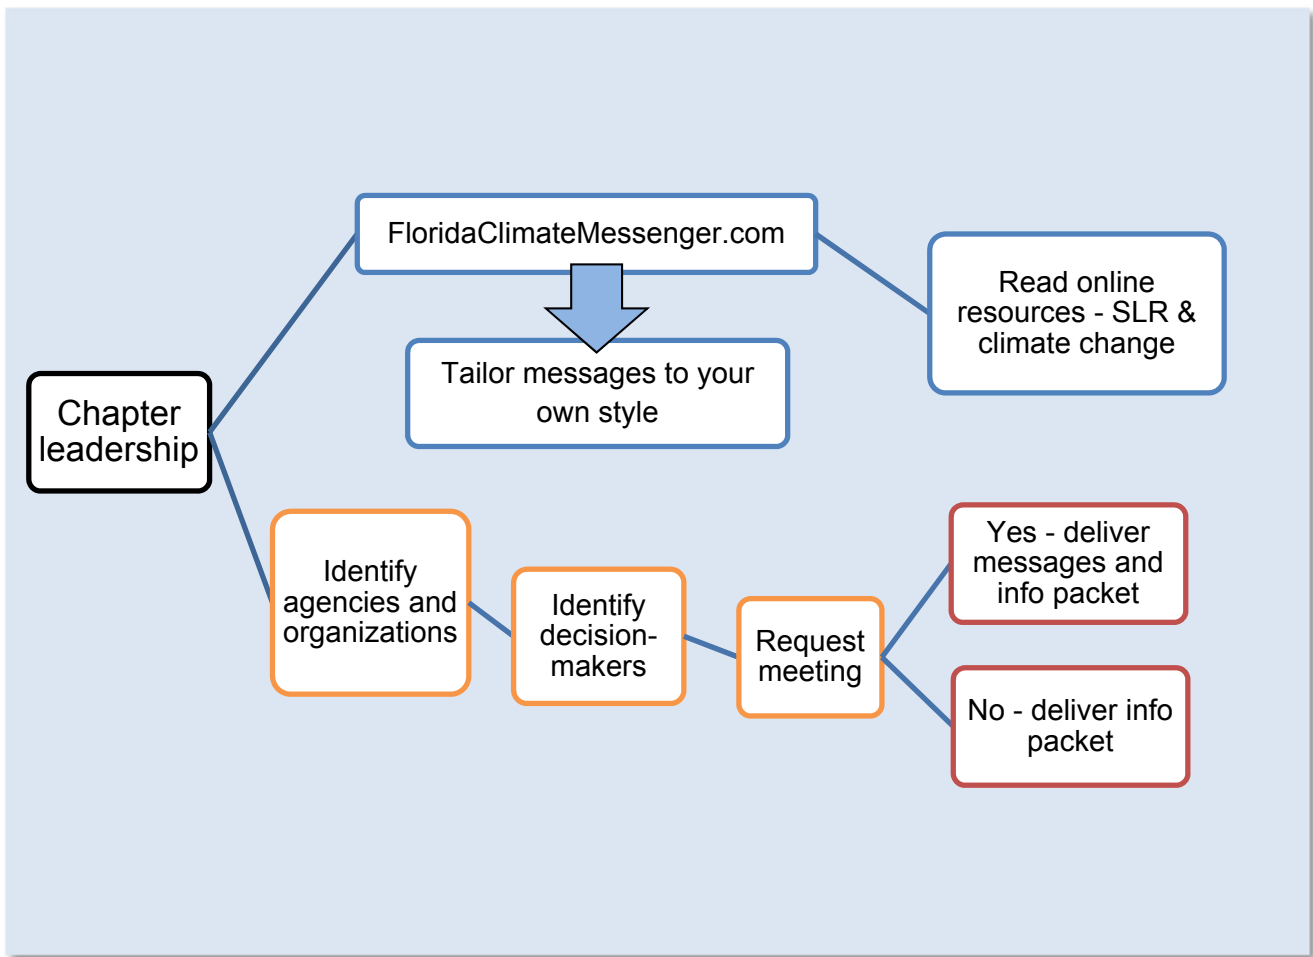 FloridaClimateMessenger.com
Read online
resources - SLR &
climate change
Tailor messages to your
own style
Chapter
leadership
Identify
agencies and
organizations
Identify
decision-
makers
Request
meeting
Yes - deliver
messages and
info packet
No - deliver info
packet